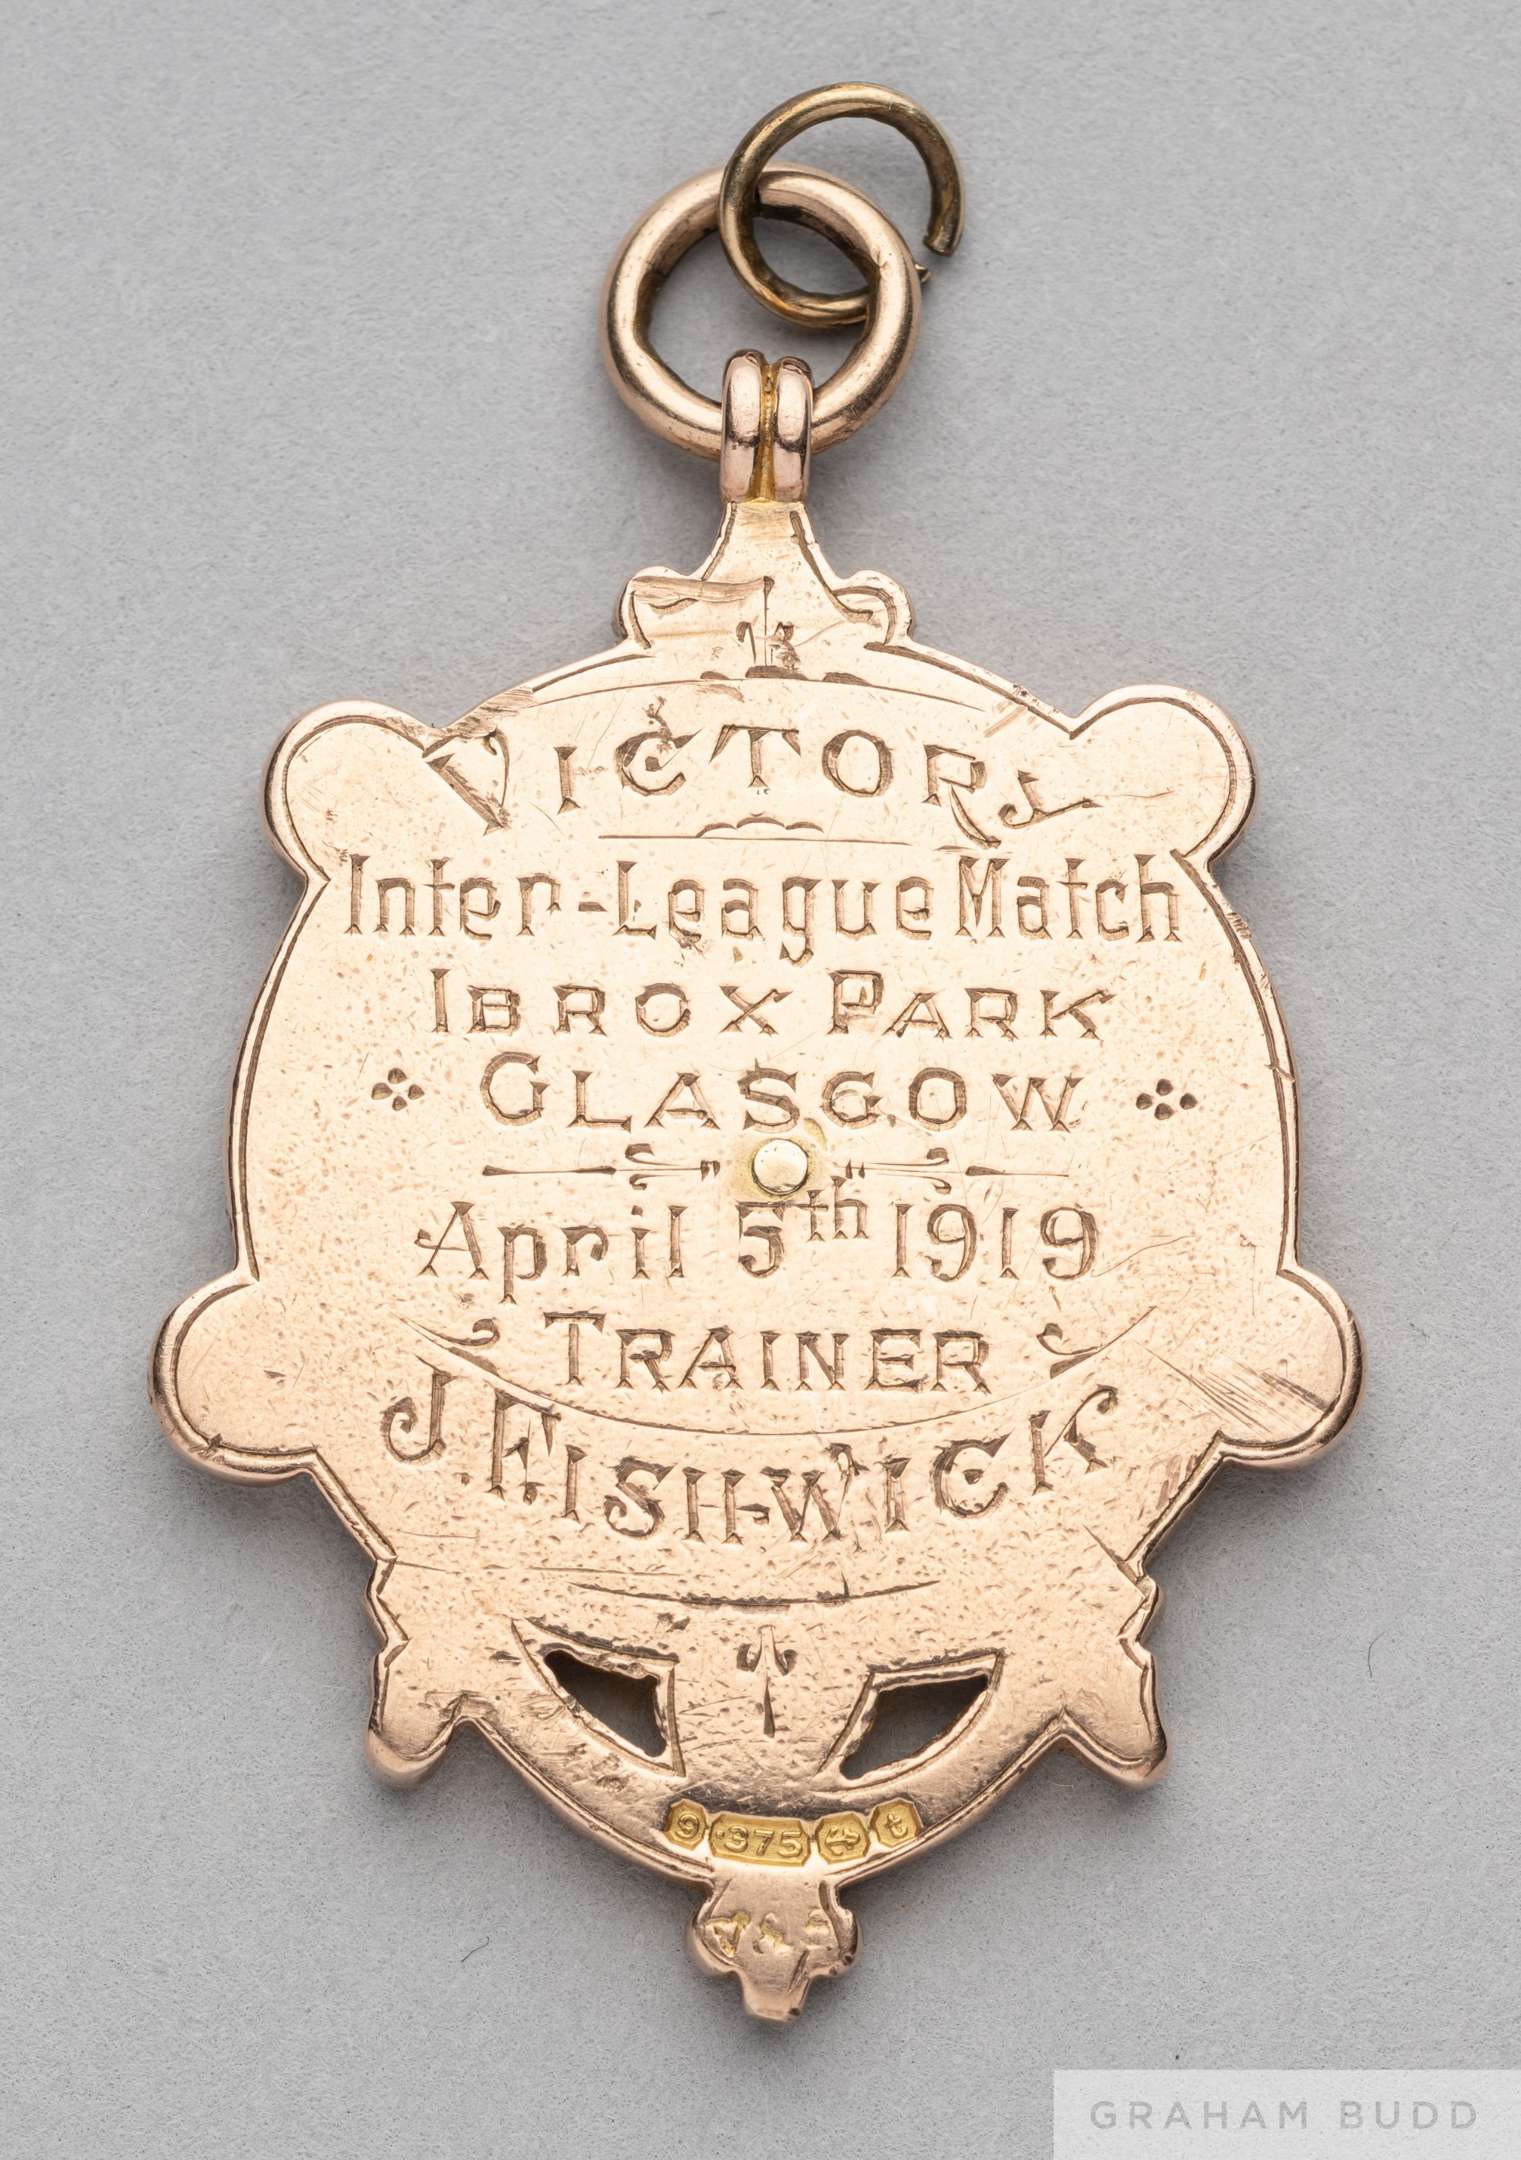 VICTORY
Inter-League Match
IBROX PARK
GLASGOW
April 5th 1919
TRAINER
J. FISHWICK
9 .375 t
GRAHAM BUDD